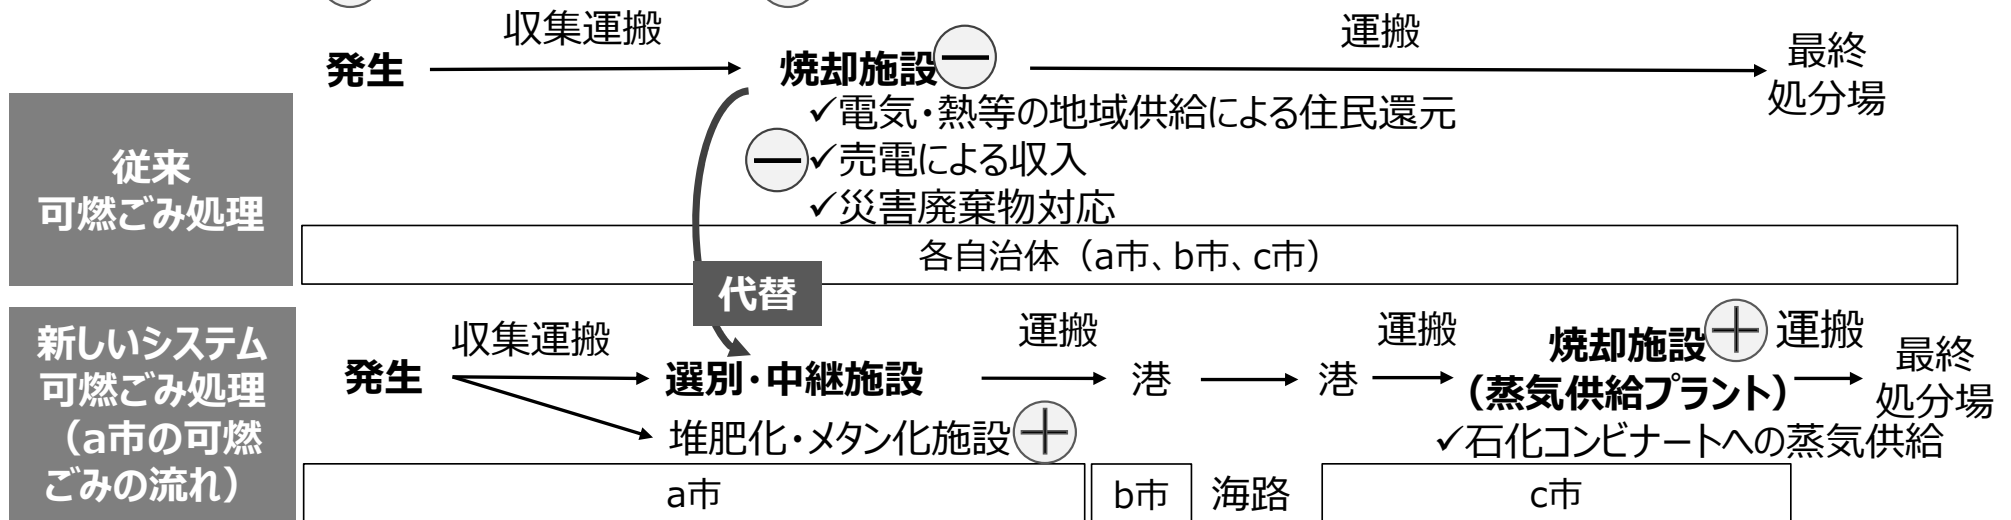 収集運搬
運搬
発生
焼却施設
最終
処分場
従来
可燃ごみ処理
✓電気・熱等の地域供給による住民還元
✓売電による収入
✓災害廃棄物対応
各自治体（a市、b市、c市）
代替
新しいシステム
可燃ごみ処理
（a市の可燃
ごみの流れ）
発生
収集運搬
選別・中継施設
堆肥化・メタン化施設
運搬
港
港
運搬
焼却施設
（蒸気供給プラント）
✓石化コンビナートへの蒸気供給
運搬
最終
処分場
a市
b市
海路
c市